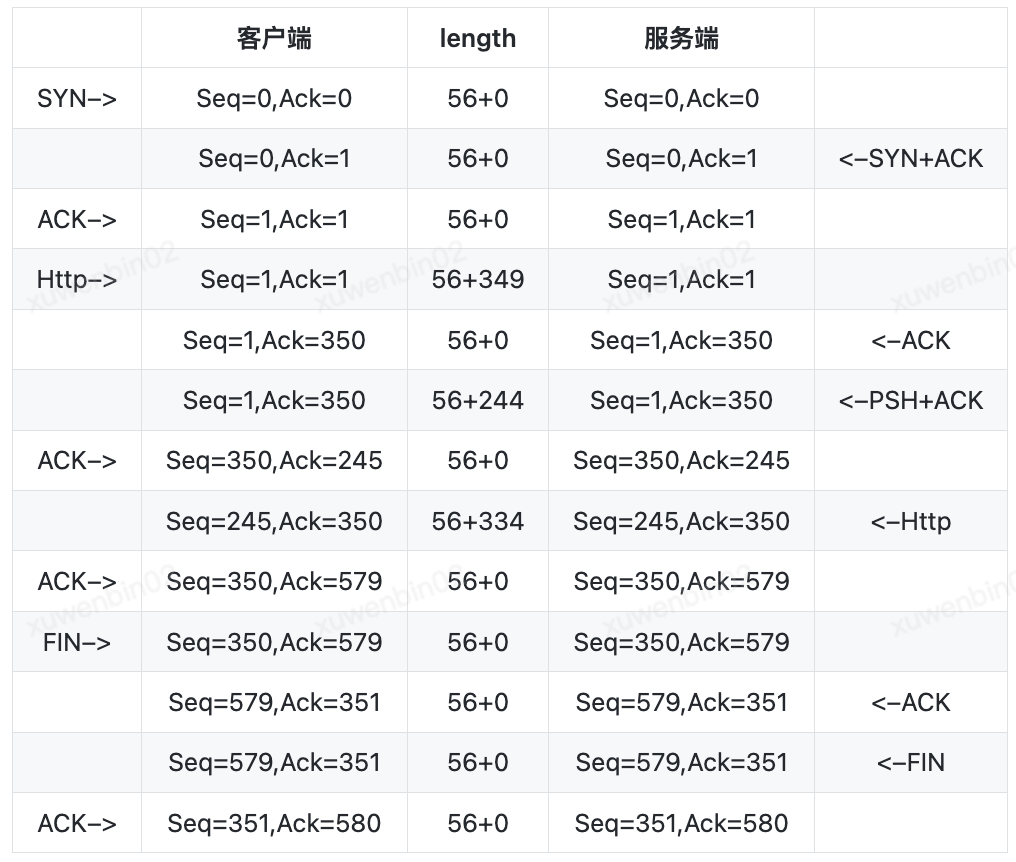 客户端 length 服务端
SYN–> Seq=0,Ack=0 56+0 Seq=0,Ack=0
Seq=0,Ack=1 56+0 Seq=0,Ack=1 <–SYN+ACK
ACK–> Seq=1,Ack=1 56+0 Seq=1,Ack=1
Http–> Seq=1,Ack=1 56+349 Seq=1,Ack=1
Seq=1,Ack=350 56+0 Seq=1,Ack=350 <–ACK
Seq=1,Ack=350 56+244 Seq=1,Ack=350 <–PSH+ACK
ACK–> Seq=350,Ack=245 56+0 Seq=350,Ack=245
Seq=245,Ack=350 56+334 Seq=245,Ack=350 <–Http
ACK–> Seq=350,Ack=579 56+0 Seq=350,Ack=579
FIN–> Seq=350,Ack=579 56+0 Seq=350,Ack=579
Seq=579,Ack=351 56+0 Seq=579,Ack=351 <–ACK
Seq=579,Ack=351 56+0 Seq=579,Ack=351 <–FIN
ACK–> Seq=351,Ack=580 56+0 Seq=351,Ack=580
xuwenbin02 xuwenbin02 xuwenbin02 xuwenbin0
xuwenbin02 xuwenbin02 xuwenbin02 xuwenbin0